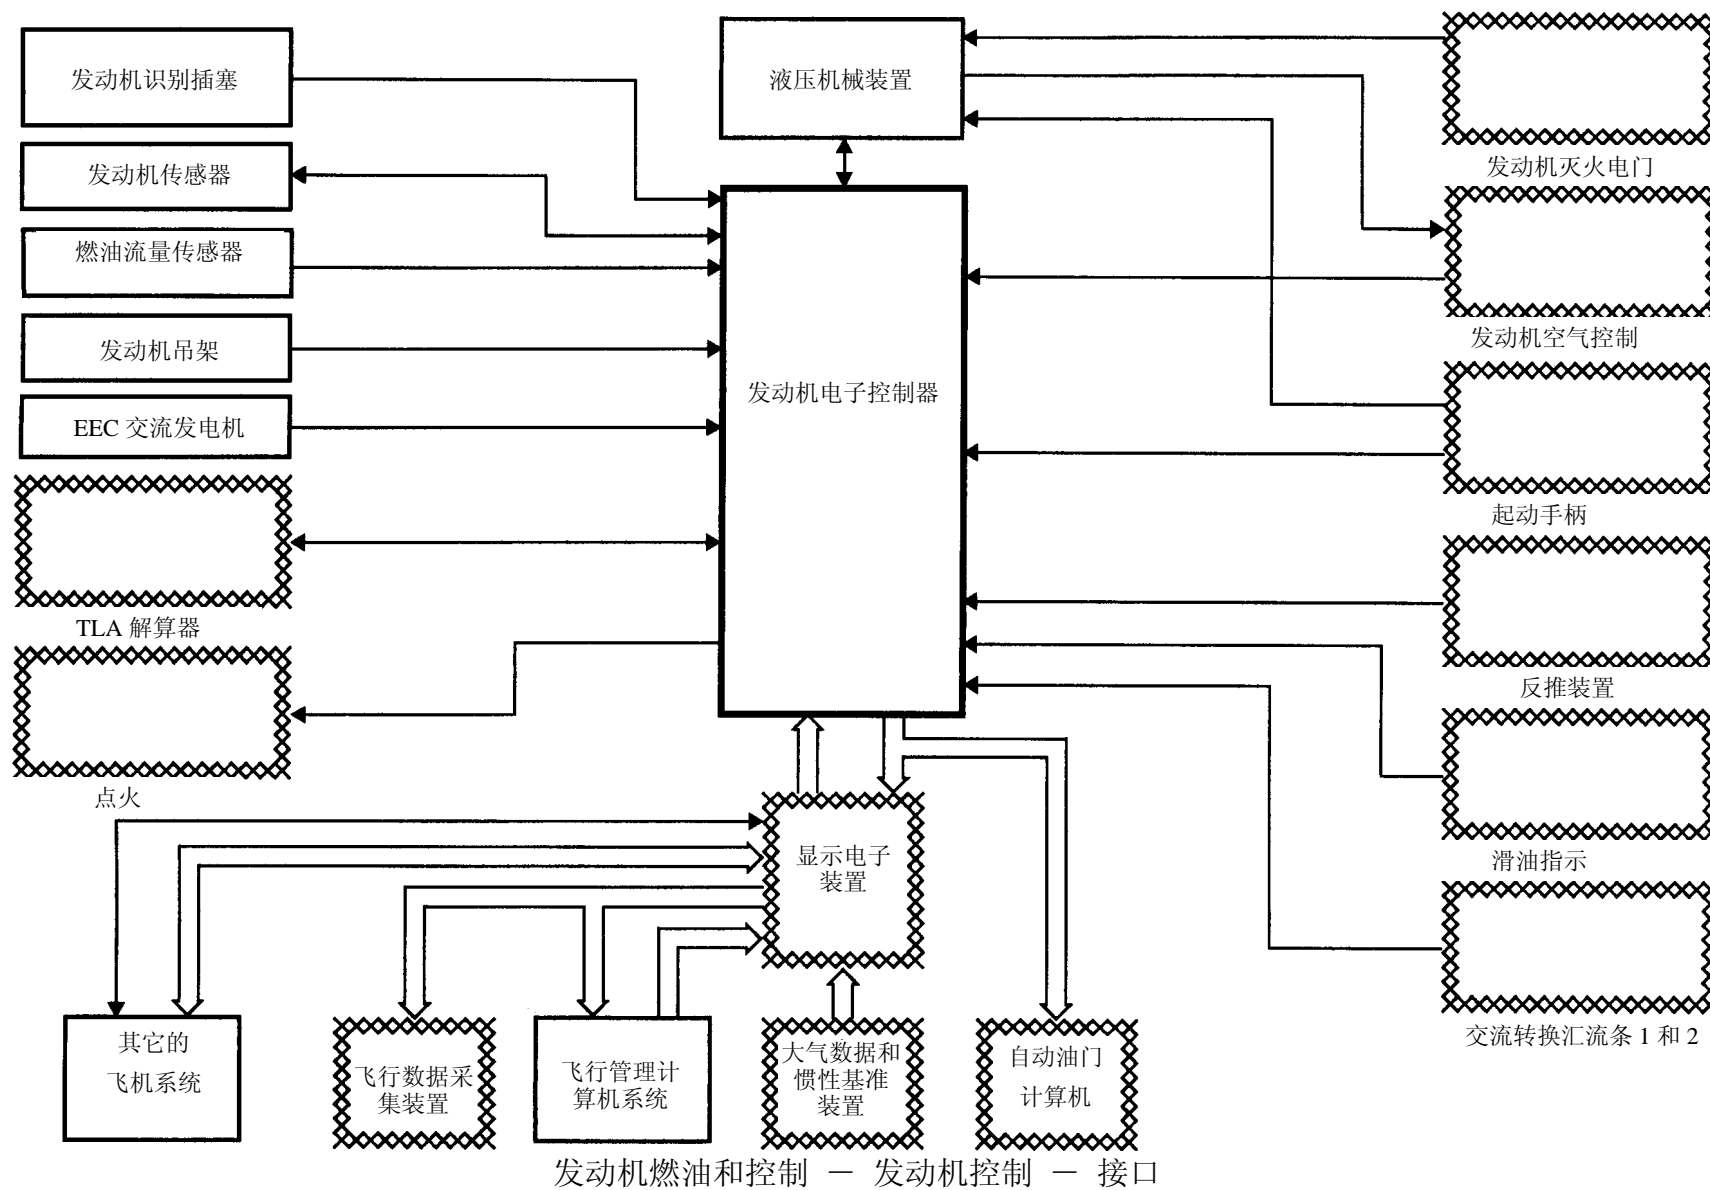 发动机识别插塞
发动机传感器
燃油流量传感器
发动机吊架
EEC 交流发电机
TLA 解算器
点火
液压机械装置
发动机电子控制器
发动机灭火电门
发动机空气控制
起动手柄
反推装置
滑油指示
交流转换汇流条 1 和 2
显示电子
装置
其它的
飞机系统
飞行数据采
集装置
飞行管理计
算机系统
大气数据和
惯性基准
装置
自动油门
计算机
发动机燃油和控制 － 发动机控制 － 接口